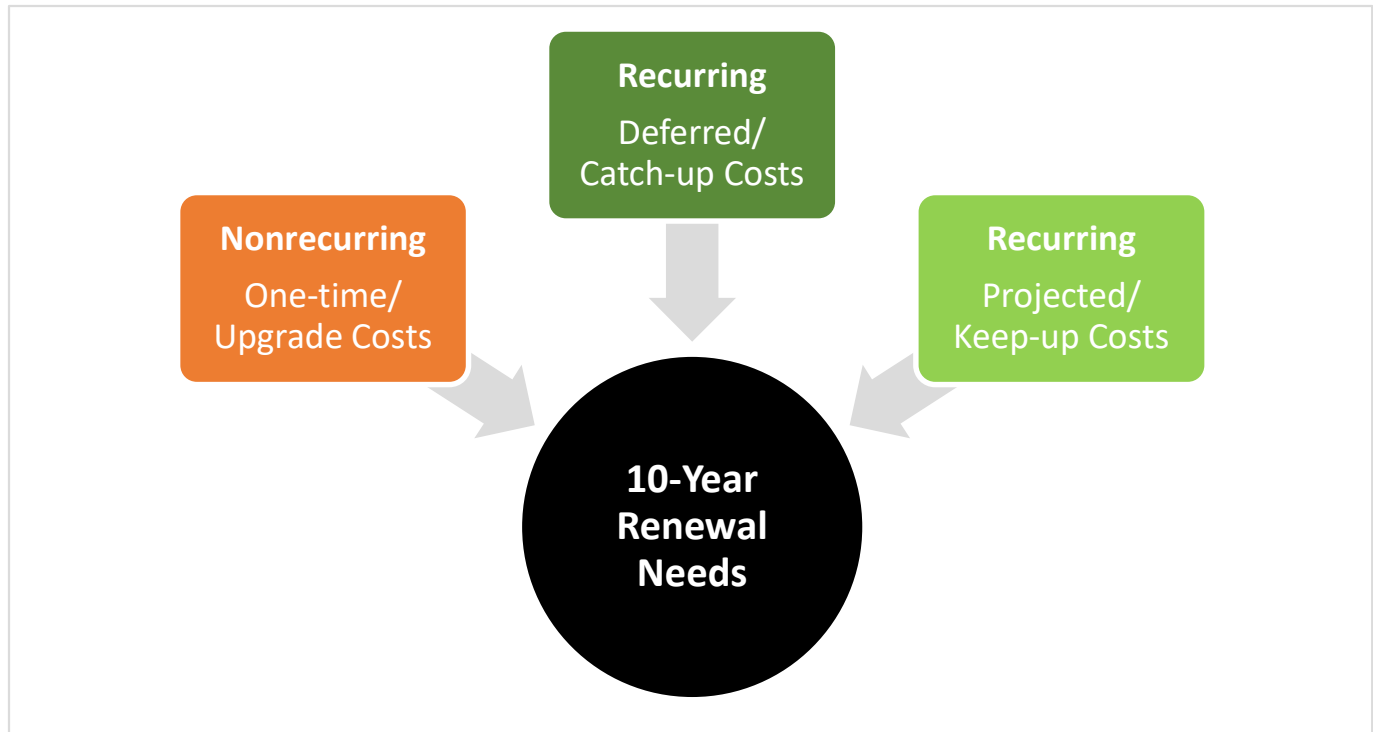 Recurring
Deferred/
Catch-up Costs
Nonrecurring
One-time/
Upgrade Costs
Recurring
Projected/
Keep-up Costs
10-Year
Renewal
Needs